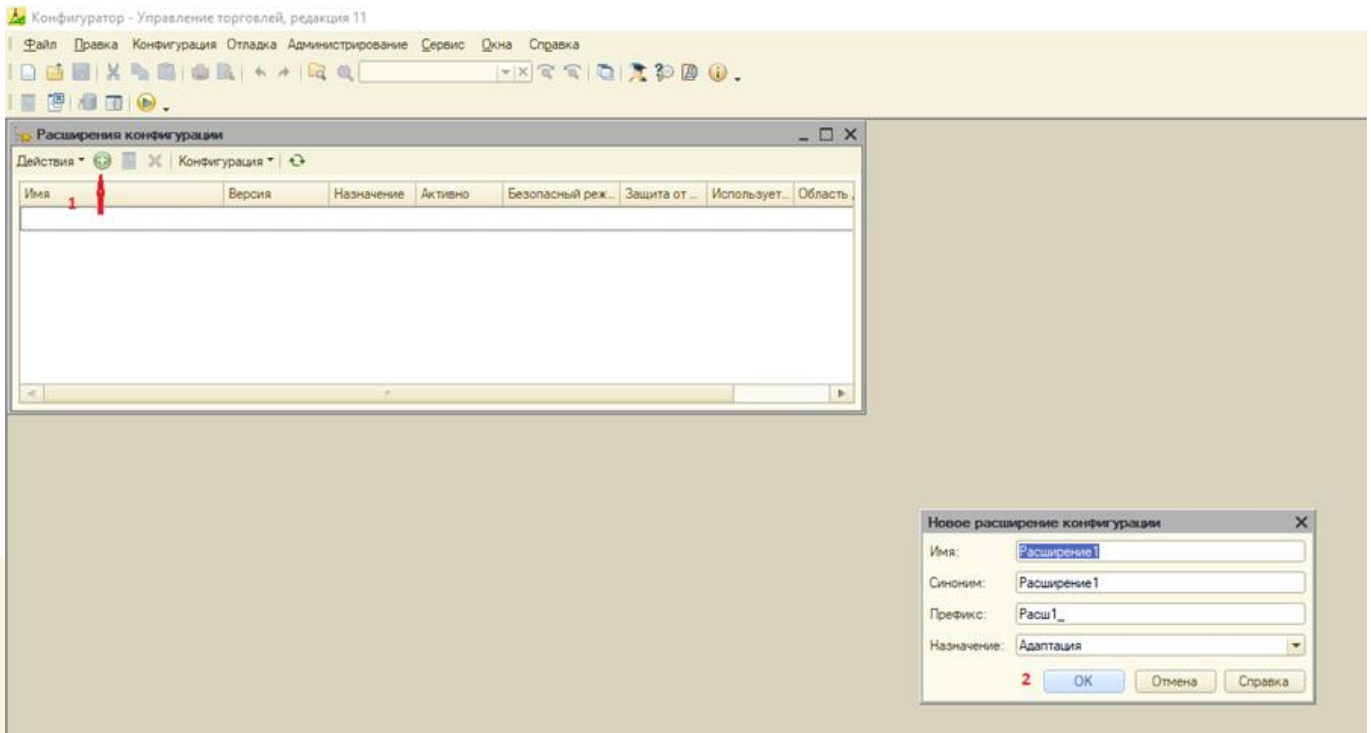 Конфигуратор - Управление торговлей, редакция 11
Файл Правка Конфигурация Отладка Администрирование Сервис Окна Справка
Расширения конфигурации
Действия Конфигурация
Имя Версия Назначение Активно Безопасный реж... Защита от ... Использует... Область
1
Новое расширение конфигурации
Имя: Расширение1
Синоним: Расширение1
Префикс: Расш1_
Назначение: Адаптация
2 OK Отмена Справка